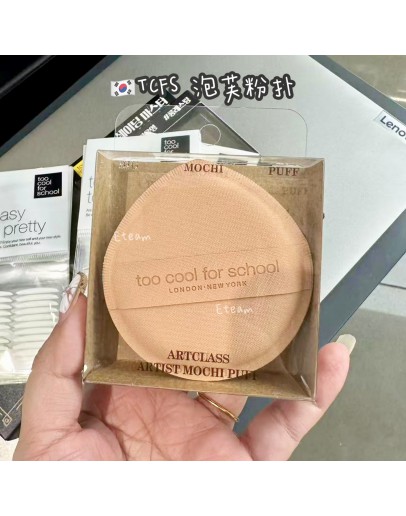 🇰🇷TCFS 泡芙粉扑
Lenovo
too
cool
for
school
asy
pretty
MOCHI PUFF
Eteam
too cool for school
LONDON·NEW YORK
Eteam
ARTCLASS
ARTIST MOCHI PUFF